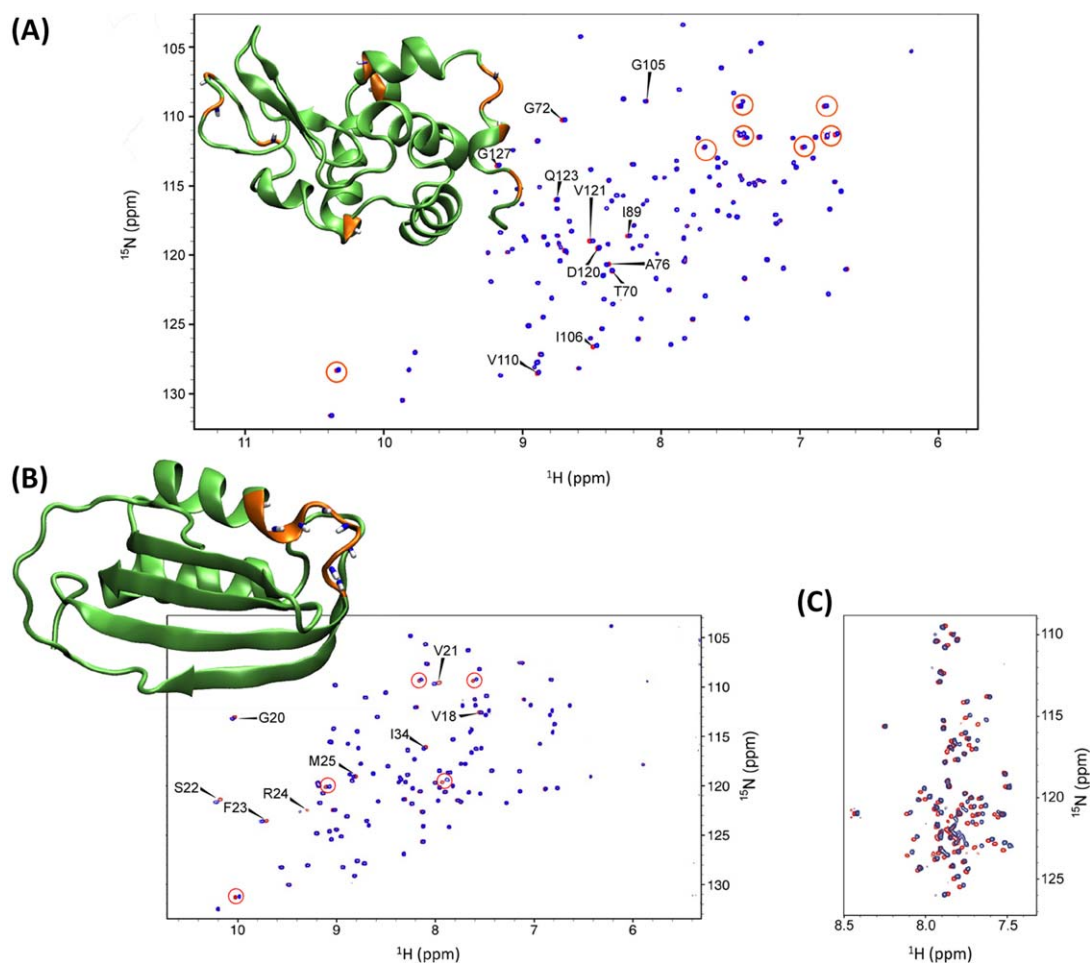 (A)
105
110
115
120
125
130
15N (ppm)
11
10
9
8
7
6
1H (ppm)
G105
G72
G127
Q123
V121
I89
D120
A76
T70
I106
V110
(B)
105
110
115
120
125
130
15N (ppm)
10
9
8
7
6
1H (ppm)
V21
G20
V18
I34
M25
S22
R24
F23
(C)
110
115
120
125
15N (ppm)
8.5
8.0
7.5
1H (ppm)